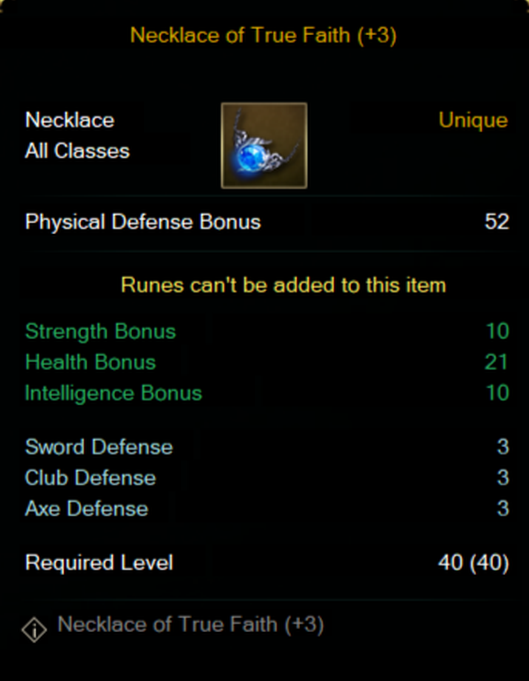 Necklace of True Faith (+3)
Necklace Unique
All Classes
Physical Defense Bonus 52
Runes can't be added to this item
Strength Bonus 10
Health Bonus 21
Intelligence Bonus 10
Sword Defense 3
Club Defense 3
Axe Defense 3
Required Level 40 (40)
Necklace of True Faith (+3)